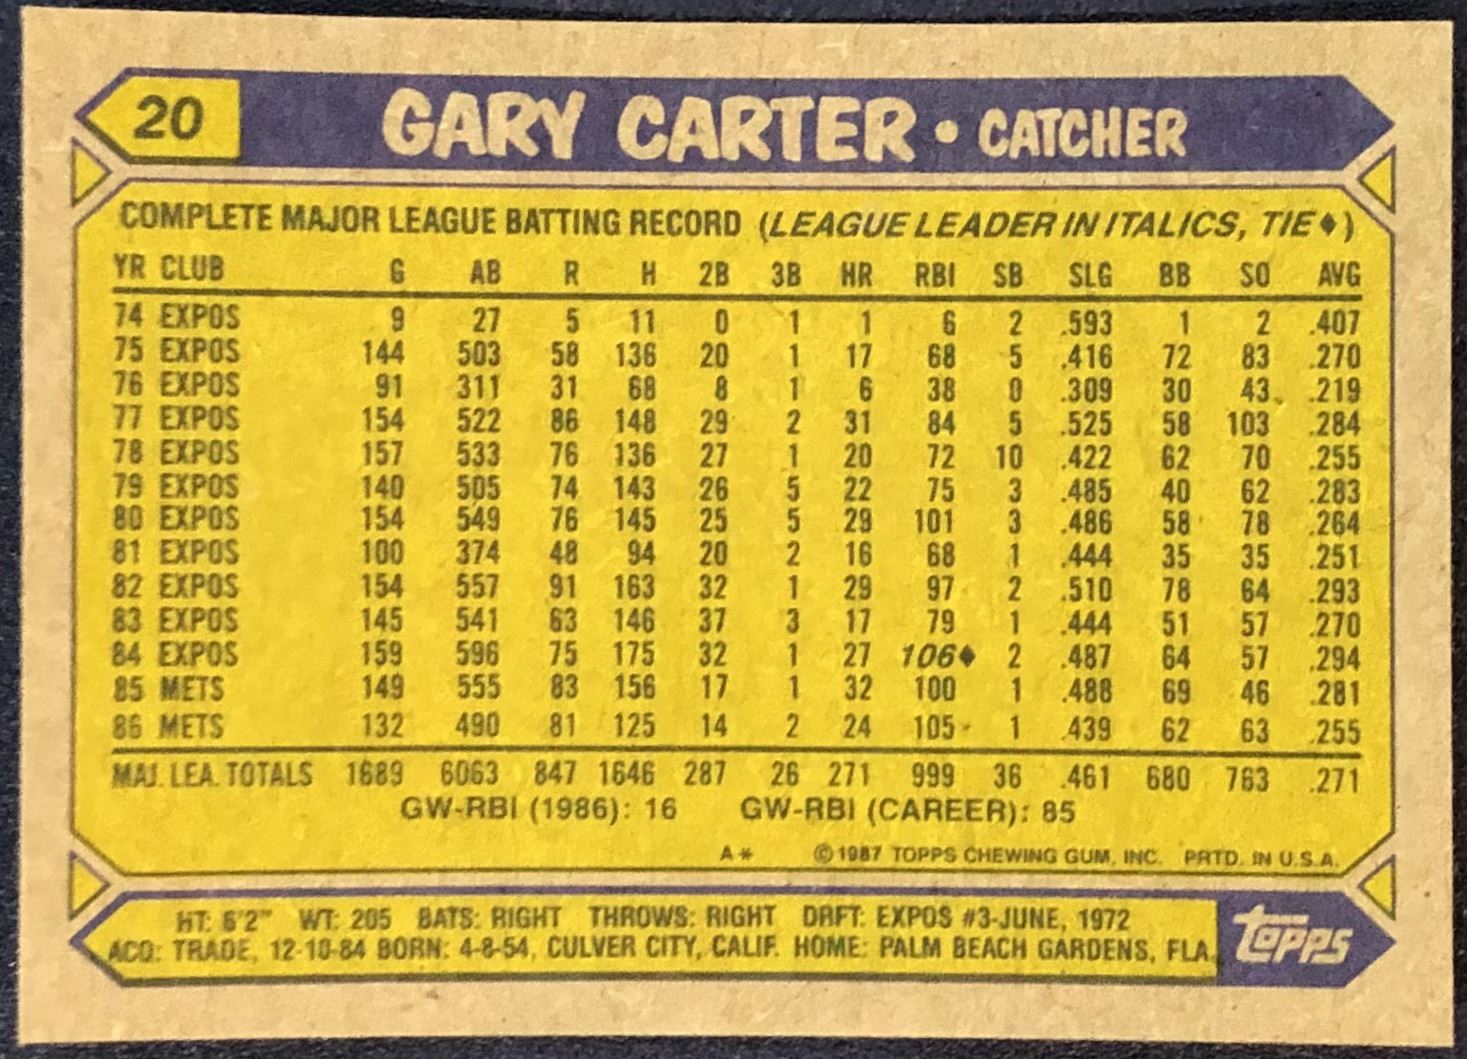 20 GARY CARTER • CATCHER
COMPLETE MAJOR LEAGUE BATTING RECORD (LEAGUE LEADER IN ITALICS, TIE♦)
YR CLUB G AB R H 2B 3B HR RBI SB SLG BB SO AVG
74 EXPOS 9 27 5 11 0 1 1 6 2 .593 1 2 .407
75 EXPOS 144 503 58 136 20 1 17 68 5 .416 72 83 .270
76 EXPOS 91 311 31 68 8 1 6 38 0 .309 30 43 .219
77 EXPOS 154 522 86 148 29 2 31 84 5 .525 58 103 .284
78 EXPOS 157 533 76 136 27 1 20 72 10 .422 62 70 .255
79 EXPOS 140 505 74 143 26 5 22 75 3 .485 40 62 .283
80 EXPOS 154 549 76 145 25 5 29 101 3 .486 58 78 .264
81 EXPOS 100 374 48 94 20 2 16 68 1 .444 35 35 .251
82 EXPOS 154 557 91 163 32 1 29 97 2 .510 78 64 .293
83 EXPOS 145 541 63 146 37 3 17 79 1 .444 51 57 .270
84 EXPOS 159 596 75 175 32 1 27 106♦ 2 .487 64 57 .294
85 METS 149 555 83 156 17 1 32 100 1 .488 69 46 .281
86 METS 132 490 81 125 14 2 24 105 1 .439 62 63 .255
MAJ. LEA. TOTALS 1689 6063 847 1646 287 26 271 999 36 .461 680 763 .271
GW-RBI (1986): 16 GW-RBI (CAREER): 85
A* © 1987 TOPPS CHEWING GUM, INC. PRTD. IN U.S.A.
HT: 6'2" WT: 205 BATS: RIGHT THROWS: RIGHT DRFT: EXPOS #3-JUNE, 1972
ACQ: TRADE, 12-10-84 BORN: 4-8-54, CULVER CITY, CALIF. HOME: PALM BEACH GARDENS, FLA.
TOPPS